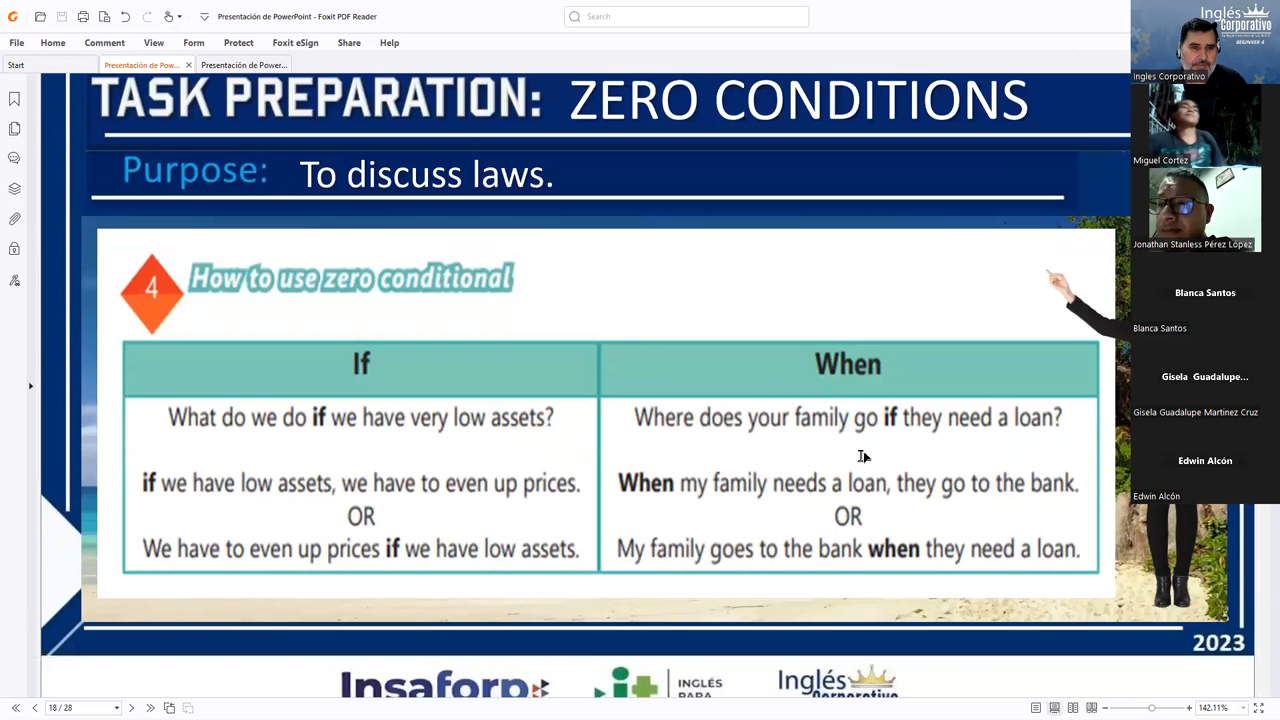 Presentación de PowerPoint - Foxit PDF Reader
Search
File Home Comment View Form Protect Foxit eSign Share Help
Start
Presentación de Pow...
Presentación de Power...
TASK PREPARATION: ZERO CONDITIONS
Purpose: To discuss laws.
4
How to use zero conditional
If
What do we do if we have very low assets?
if we have low assets, we have to even up prices.
OR
We have to even up prices if we have low assets.
When
Where does your family go if they need a loan?
When my family needs a loan, they go to the bank.
OR
My family goes to the bank when they need a loan.
2023
Insaforp
INGLÉS
PARA
Inglés
Corporativo
18 / 28
142.11%
Inglés
Corporativo
BEGINNER 4
Ingles Corporativo
Miguel Cortez
Jonathan Stanless Pérez López
Blanca Santos
Blanca Santos
Gisela Guadalupe...
Gisela Guadalupe Martinez Cruz
Edwin Alcón
Edwin Alcón